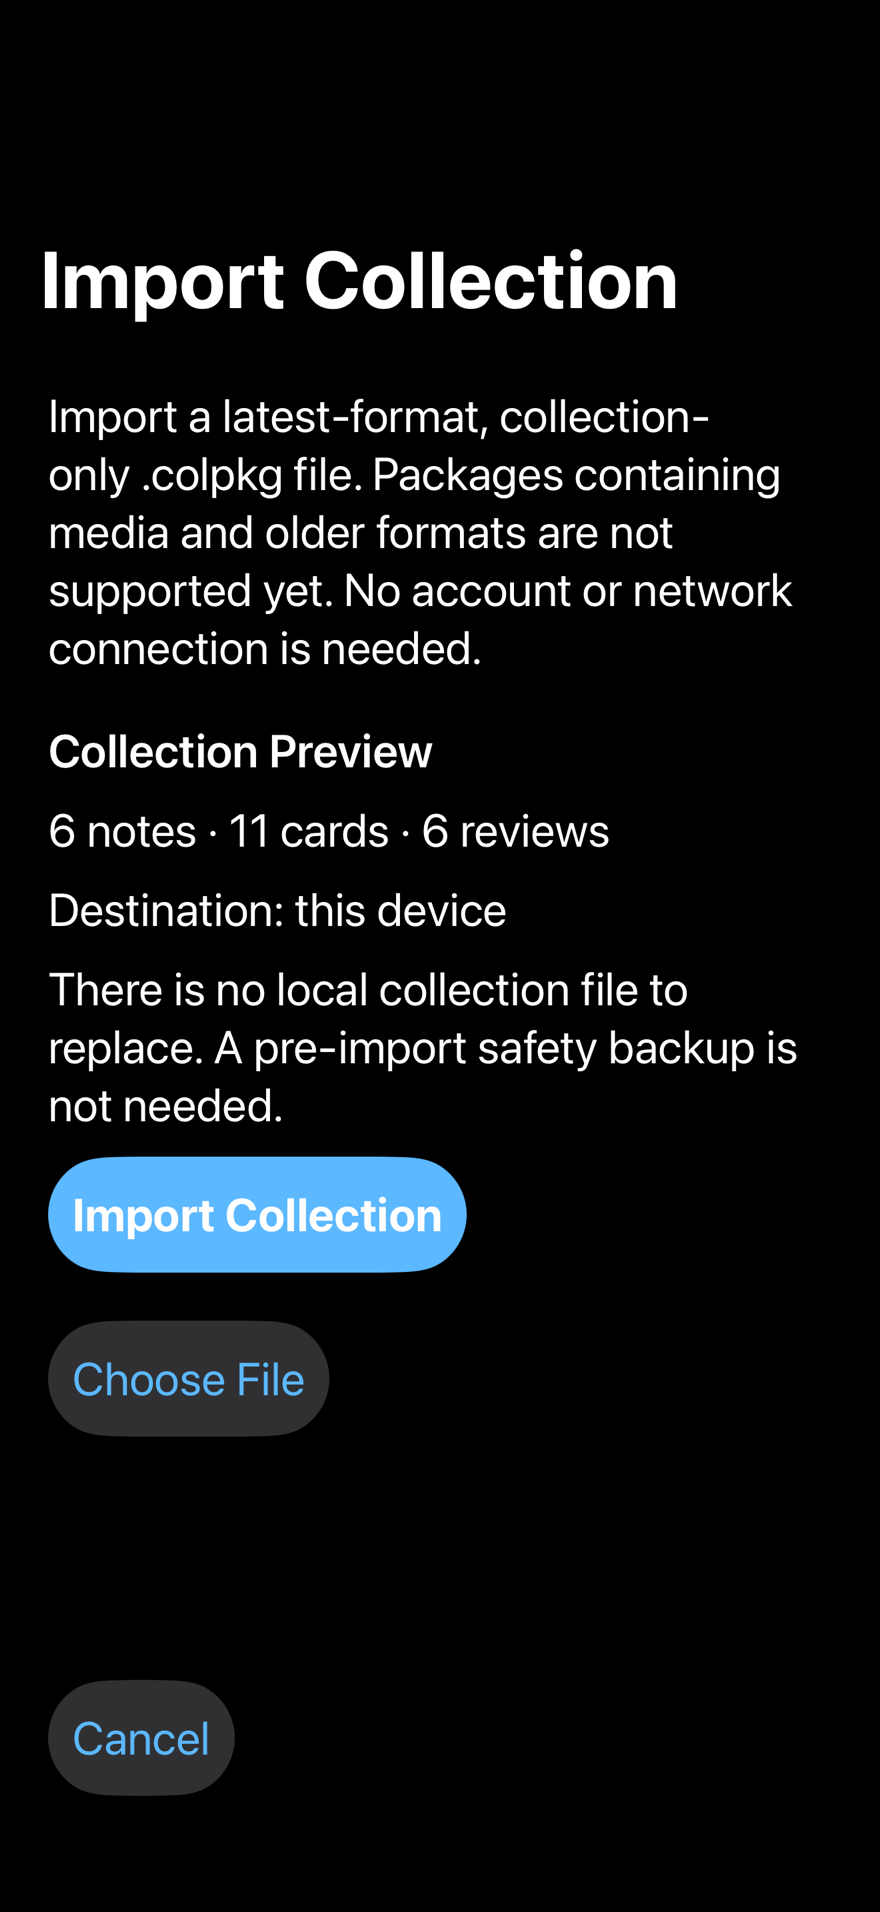 Import Collection
Import a latest-format, collection-
only .colpkg file. Packages containing
media and older formats are not
supported yet. No account or network
connection is needed.
Collection Preview
6 notes · 11 cards · 6 reviews
Destination: this device
There is no local collection file to
replace. A pre-import safety backup is
not needed.
Import Collection
Choose File
Cancel